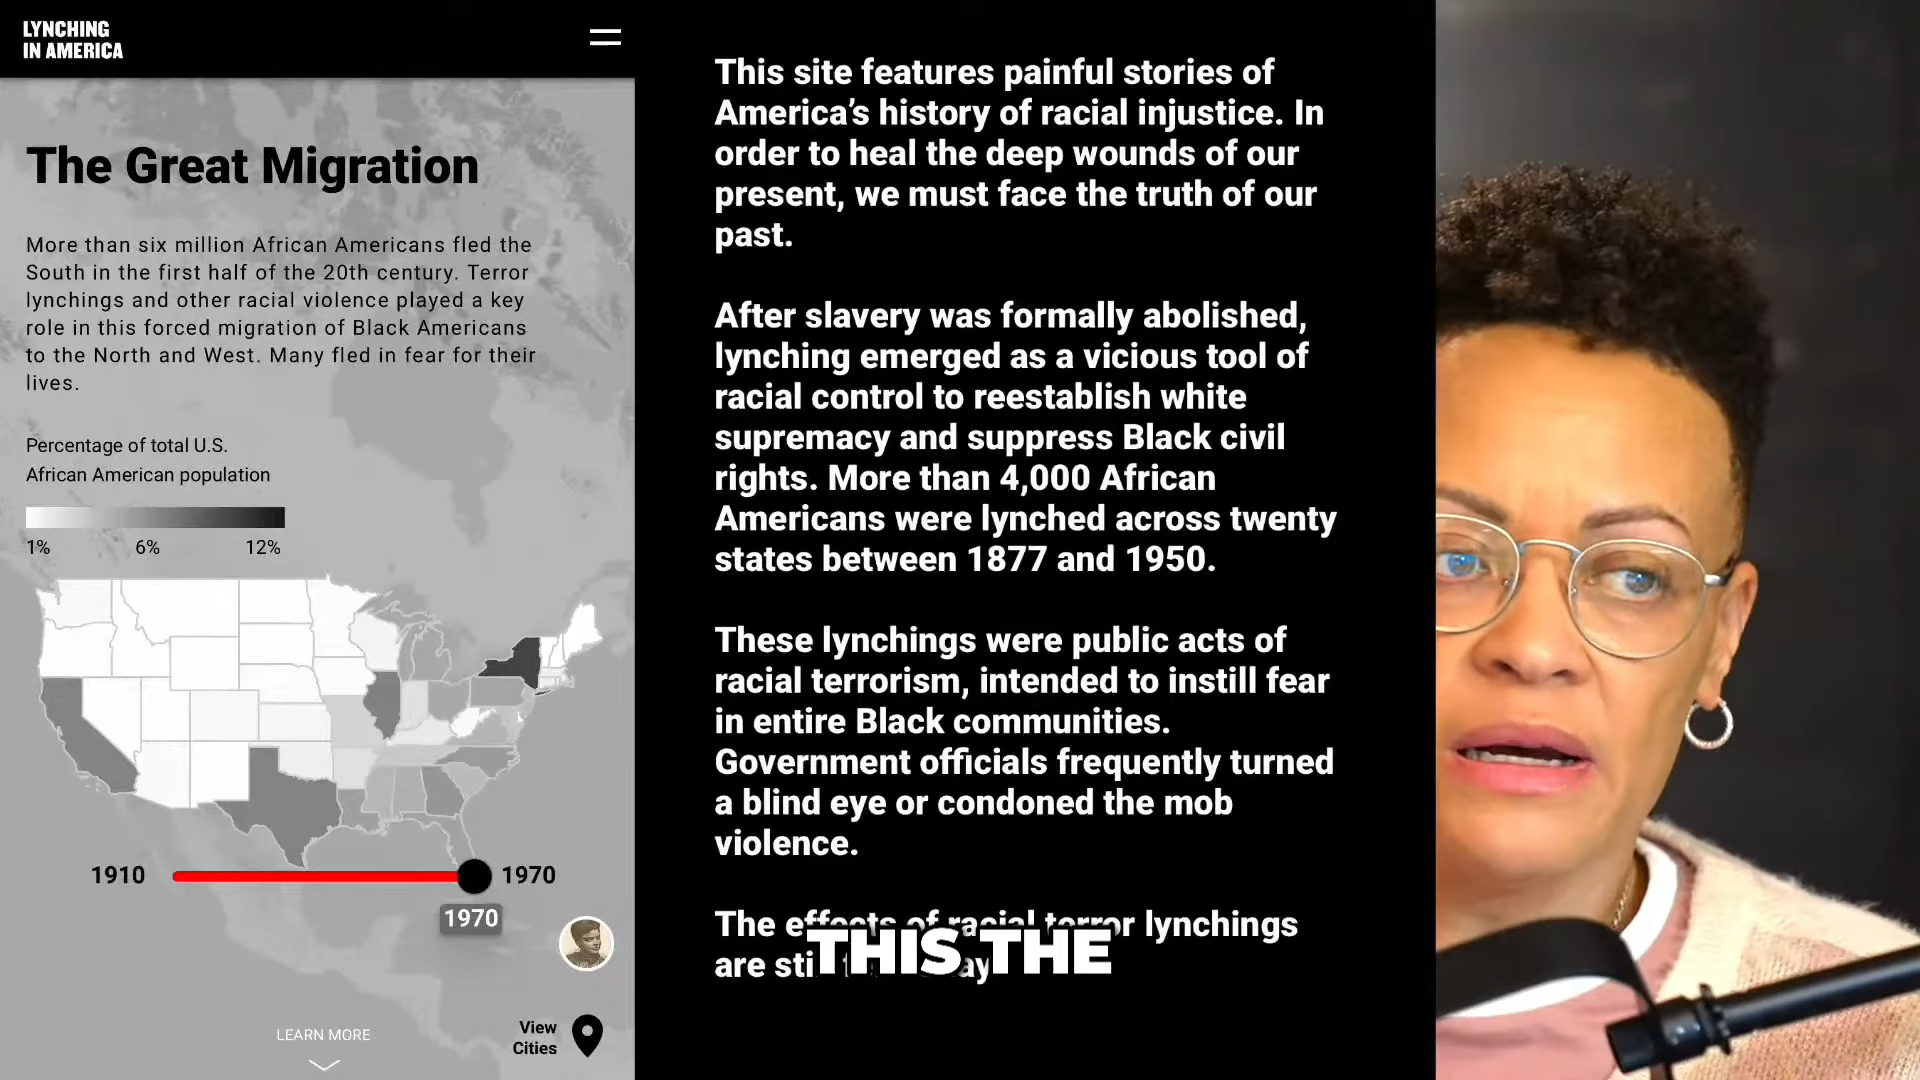 LYNCHING
IN AMERICA
The Great Migration
More than six million African Americans fled the
South in the first half of the 20th century. Terror
lynchings and other racial violence played a key
role in this forced migration of Black Americans
to the North and West. Many fled in fear for their
lives.
Percentage of total U.S.
African American population
1% 6% 12%
1910 1970
1970
View
Cities
LEARN MORE
This site features painful stories of
America’s history of racial injustice. In
order to heal the deep wounds of our
present, we must face the truth of our
past.
After slavery was formally abolished,
lynching emerged as a vicious tool of
racial control to reestablish white
supremacy and suppress Black civil
rights. More than 4,000 African
Americans were lynched across twenty
states between 1877 and 1950.
These lynchings were public acts of
racial terrorism, intended to instill fear
in entire Black communities.
Government officials frequently turned
a blind eye or condoned the mob
violence.
The effects of racial terror lynchings
are
THIS THE